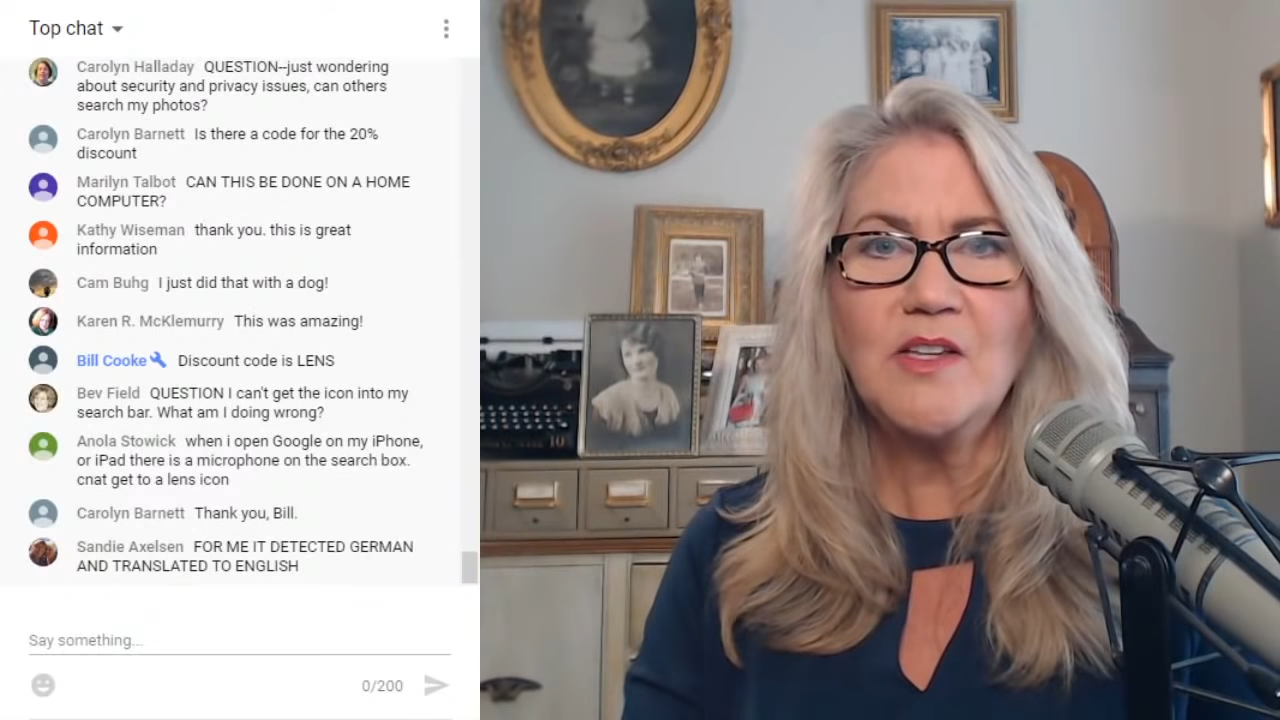 Top chat
Carolyn Halladay QUESTION--just wondering
about security and privacy issues, can others
search my photos?
Carolyn Barnett Is there a code for the 20%
discount
Marilyn Talbot CAN THIS BE DONE ON A HOME
COMPUTER?
Kathy Wiseman thank you. this is great
information
Cam Buhg I just did that with a dog!
Karen R. McKlemurry This was amazing!
Bill Cooke Discount code is LENS
Bev Field QUESTION I can't get the icon into my
search bar. What am I doing wrong?
Anola Stowick when i open Google on my iPhone,
or iPad there is a microphone on the search box.
cnat get to a lens icon
Carolyn Barnett Thank you, Bill.
Sandie Axelsen FOR ME IT DETECTED GERMAN
AND TRANSLATED TO ENGLISH
Say something...
0/200
10